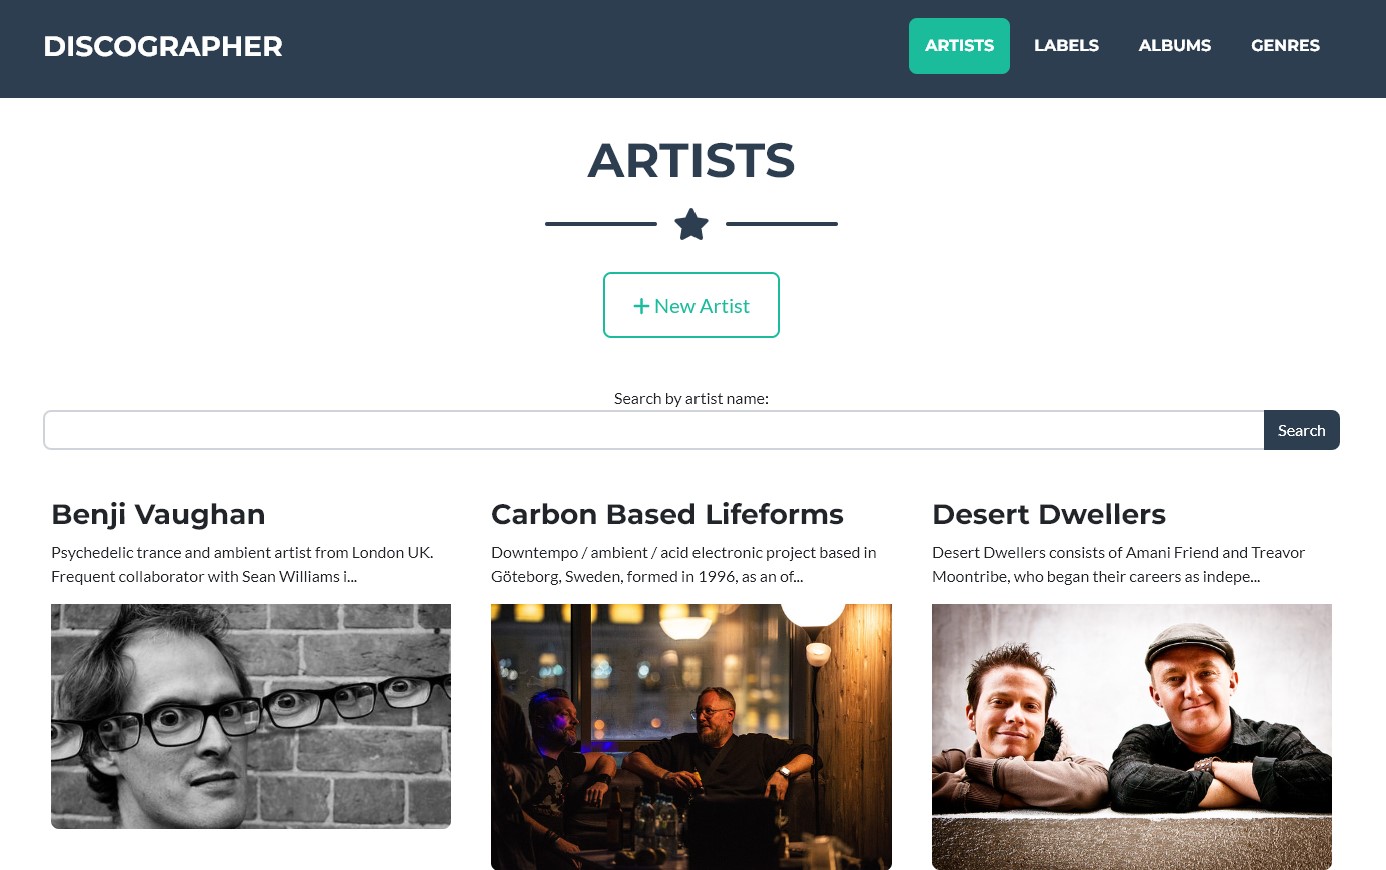 DISCOGRAPHER
ARTISTS
LABELS
ALBUMS
GENRES
ARTISTS
+ New Artist
Search by artist name:
Search
Benji Vaughan
Psychedelic trance and ambient artist from London UK.
Frequent collaborator with Sean Williams i...
Carbon Based Lifeforms
Downtempo / ambient / acid electronic project based in
Göteborg, Sweden, formed in 1996, as an of...
Desert Dwellers
Desert Dwellers consists of Amani Friend and Treavor
Moontribe, who began their careers as indepe...